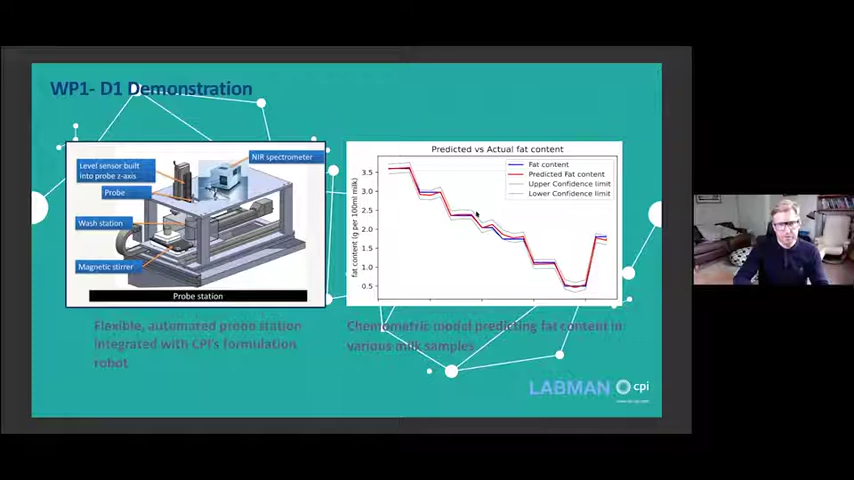 WP1- D1 Demonstration
Level sensor built
into probe z-axis
NIR spectrometer
Probe
Wash station
Magnetic stirrer
Probe station
Predicted vs Actual fat content
Fat content
Predicted Fat content
Upper Confidence limit
Lower Confidence limit
fat content (g per 100ml milk)
3.5
3.0
2.5
2.0
1.5
1.0
0.5
Flexible, automated probe station
integrated with CPI's formulation
robot
Chemometric model predicting fat content in
various milk samples
LABMAN
cpi